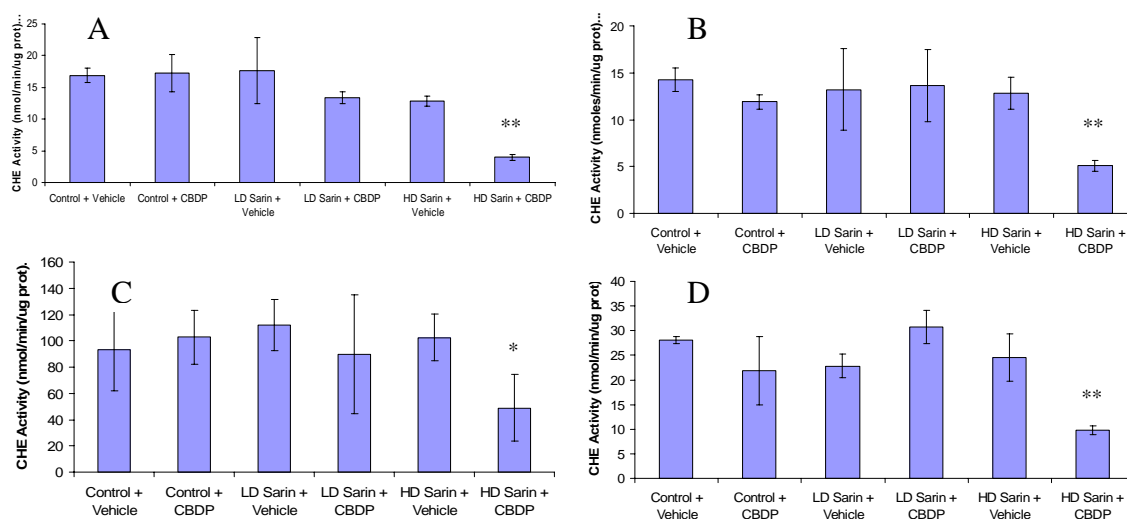 A
CHE Activity (nmol/min/ug prot)...
25
20
15
10
5
0
**
Control + Vehicle
Control + CBDP
LD Sarin +
Vehicle
LD Sarin + CBDP
HD Sarin +
Vehicle
HD Sarin + CBDP
B
CHE Activity (nmoles/min/ug prot)...
20
15
10
5
0
**
Control +
Vehicle
Control +
CBDP
LD Sarin +
Vehicle
LD Sarin +
CBDP
HD Sarin +
Vehicle
HD Sarin +
CBDP
C
CHE Activity (nmol/min/ug prot.
160
140
120
100
80
60
40
20
0
*
Control +
Vehicle
Control +
CBDP
LD Sarin +
Vehicle
LD Sarin +
CBDP
HD Sarin +
Vehicle
HD Sarin +
CBDP
D
CHE Activity (nmol/min/ug prot)
40
35
30
25
20
15
10
5
0
**
Control +
Vehicle
Control +
CBDP
LD Sarin +
Vehicle
LD Sarin +
CBDP
HD Sarin +
Vehicle
HD Sarin +
CBDP